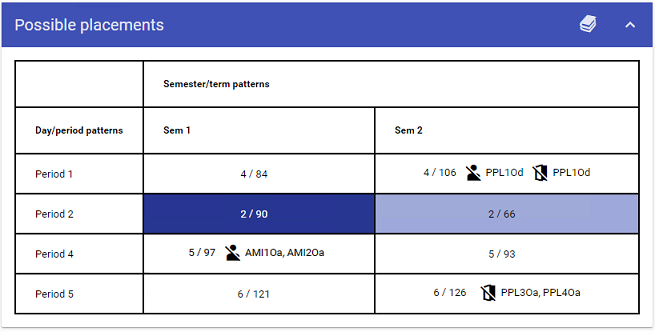 Possible placements
Semester/term patterns
Day/period patterns Sem 1 Sem 2
Period 1 4 / 84 4 / 106 PPL1Od PPL1Od
Period 2 2 / 90 2 / 66
Period 4 5 / 97 AMI1Oa, AMI2Oa 5 / 93
Period 5 6 / 121 6 / 126 PPL3Oa, PPL4Oa